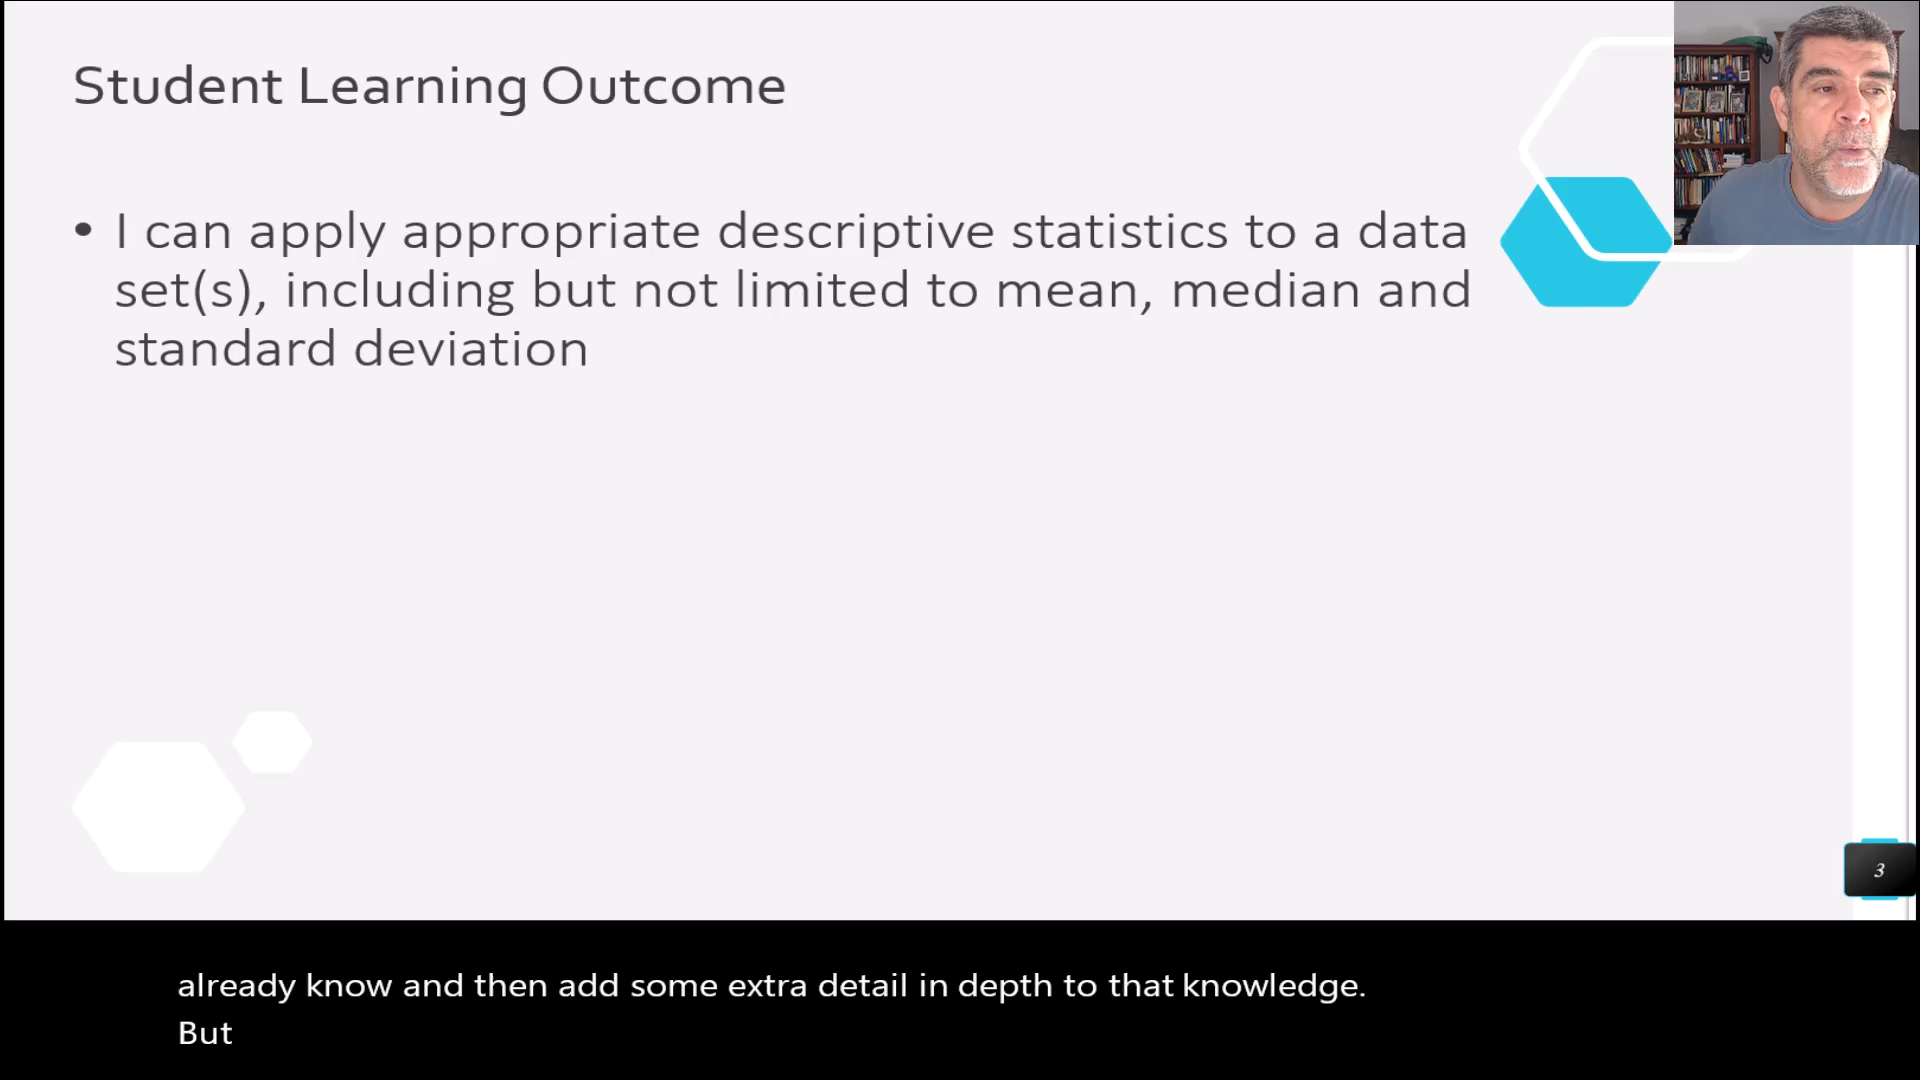 Student Learning Outcome
• I can apply appropriate descriptive statistics to a data
set(s), including but not limited to mean, median and
standard deviation
3
already know and then add some extra detail in depth to that knowledge.
But